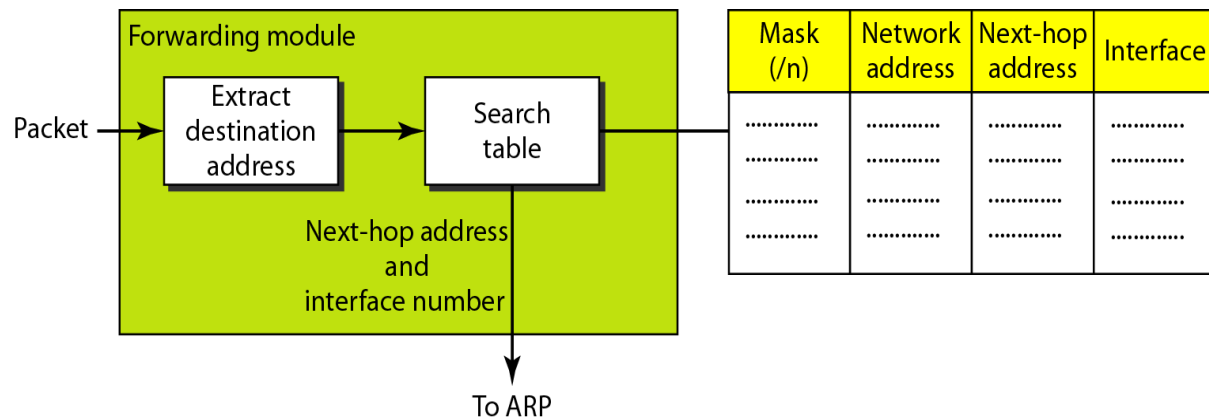 Forwarding module
Packet
Extract
destination
address
Search
table
Next-hop address
and
interface number
To ARP
Mask
(/n)
Network
address
Next-hop
address
Interface